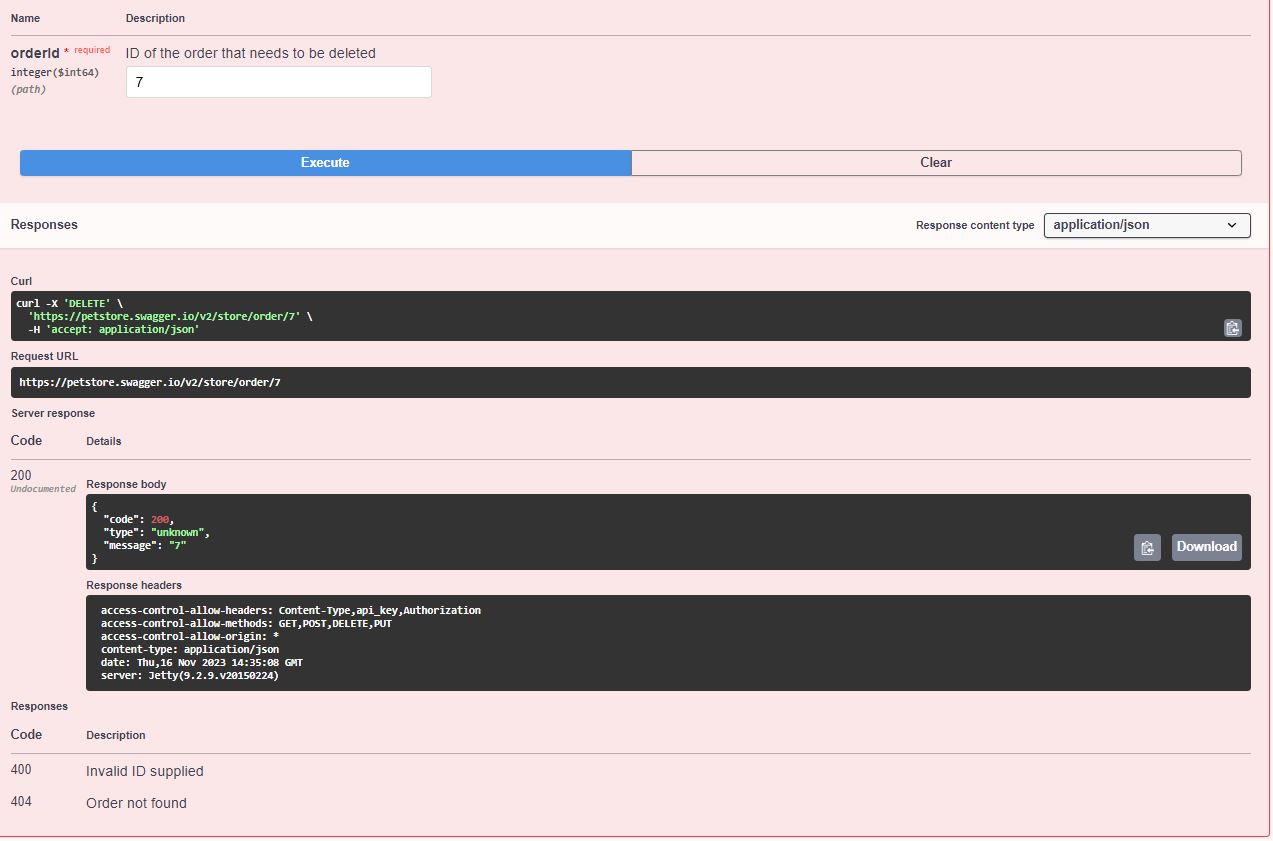 Name Description
orderId * required ID of the order that needs to be deleted
integer($int64)
(path)
7
Execute Clear
Responses Response content type application/json
Curl
curl -X 'DELETE' \
  'https://petstore.swagger.io/v2/store/order/7' \
  -H 'accept: application/json'
Request URL
https://petstore.swagger.io/v2/store/order/7
Server response
Code Details
200
Undocumented
Response body
{
  "code": 200,
  "type": "unknown",
  "message": "7"
}
Download
Response headers
access-control-allow-headers: Content-Type,api_key,Authorization
access-control-allow-methods: GET,POST,DELETE,PUT
access-control-allow-origin: *
content-type: application/json
date: Thu,16 Nov 2023 14:35:08 GMT
server: Jetty(9.2.9.v20150224)
Responses
Code Description
400 Invalid ID supplied
404 Order not found